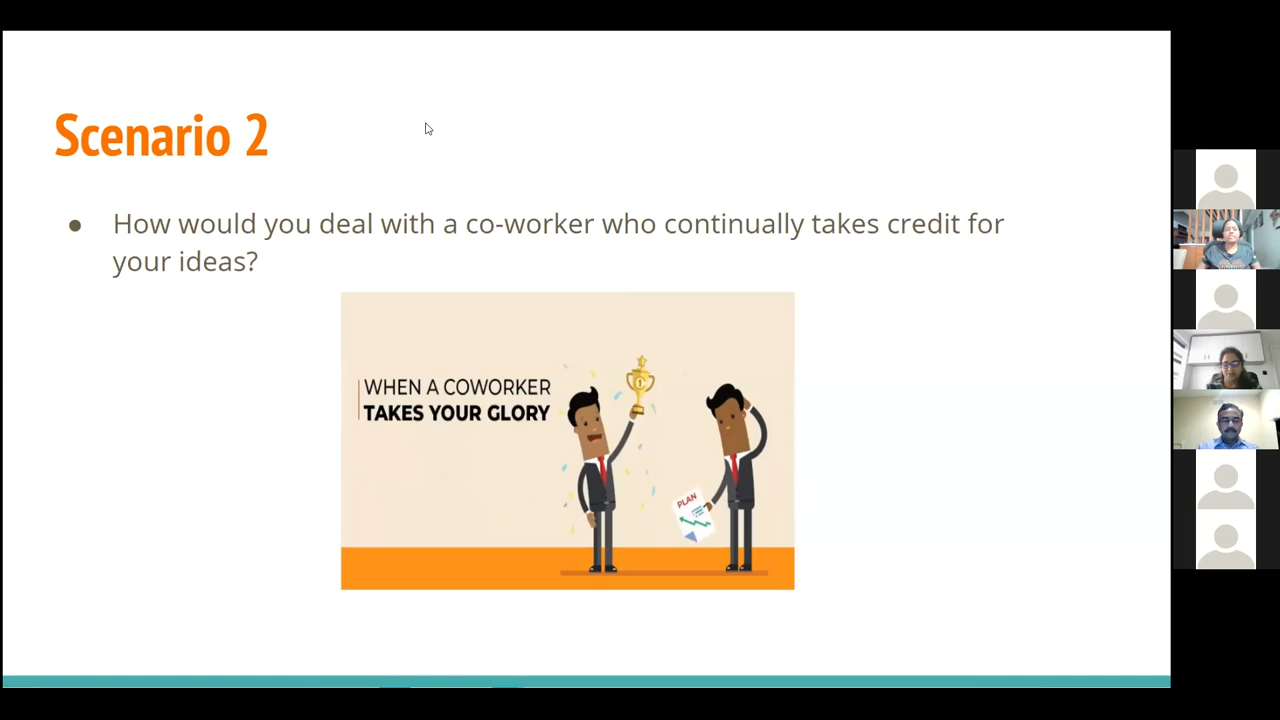 Scenario 2
● How would you deal with a co-worker who continually takes credit for
your ideas?
WHEN A COWORKER
TAKES YOUR GLORY
1
PLAN